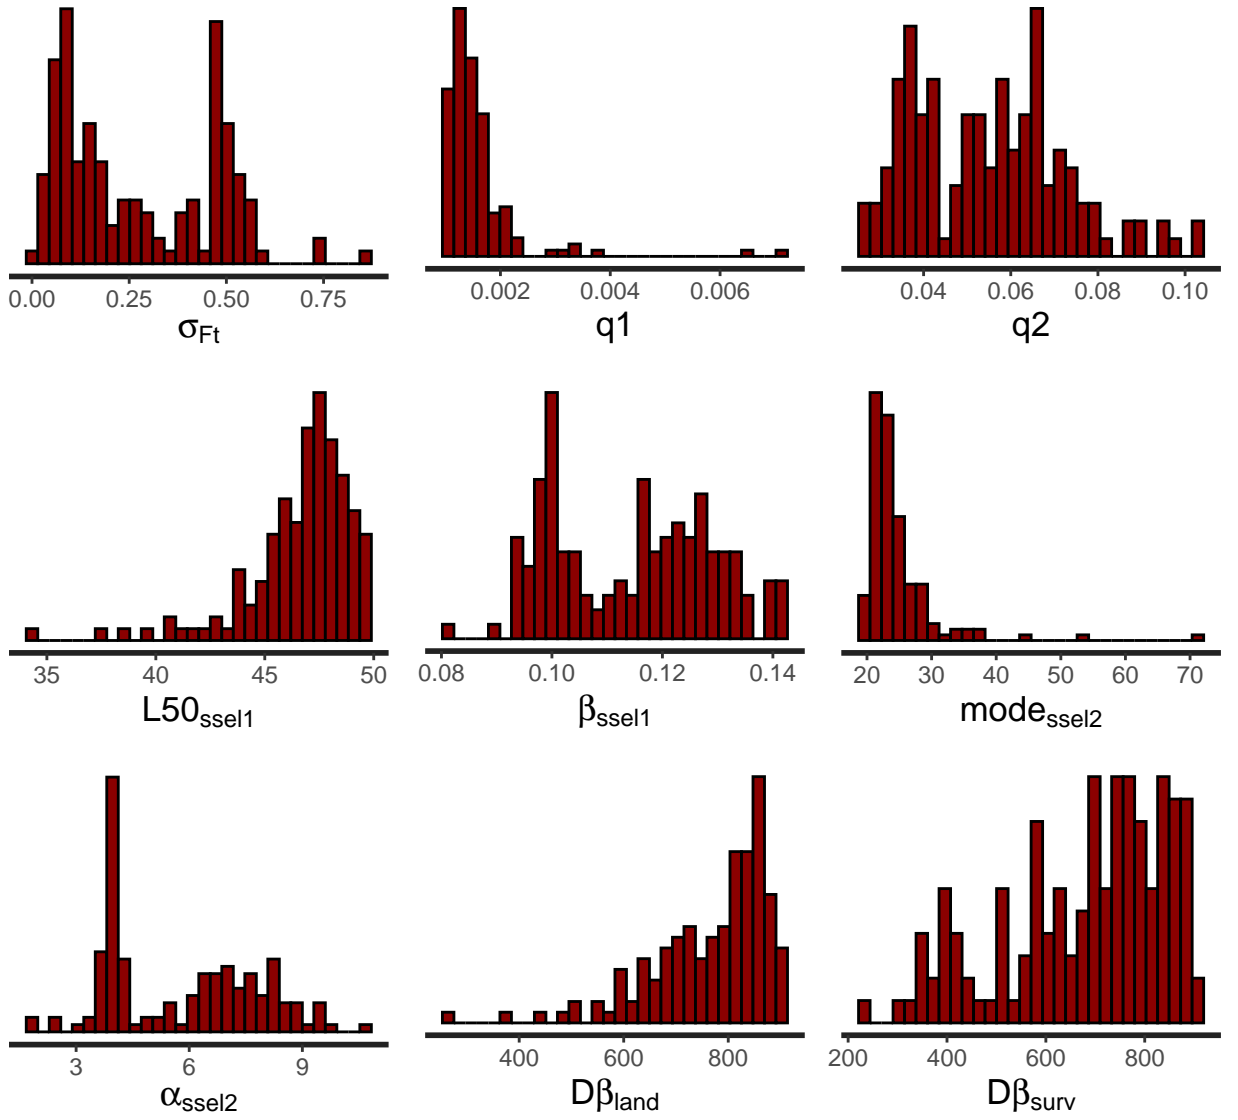 0.00 0.25 0.50 0.75
σFt
0.002 0.004 0.006
q1
0.04 0.06 0.08 0.10
q2
35 40 45 50
L50ssel1
0.08 0.10 0.12 0.14
βssel1
20 30 40 50 60 70
modessel2
3 6 9
αssel2
400 600 800
Dβland
200 400 600 800
Dβsurv